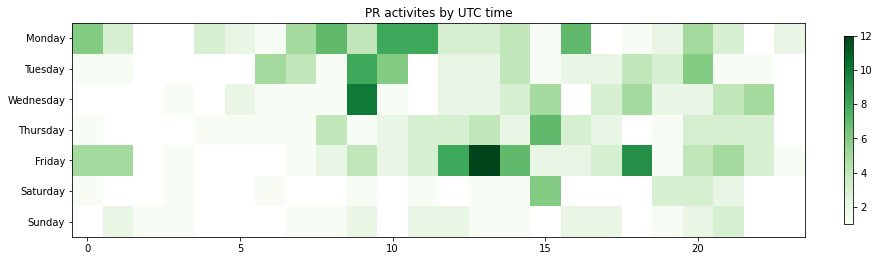 PR activites by UTC time
Monday
Tuesday
Wednesday
Thursday
Friday
Saturday
Sunday
0 5 10 15 20
12
10
8
6
4
2